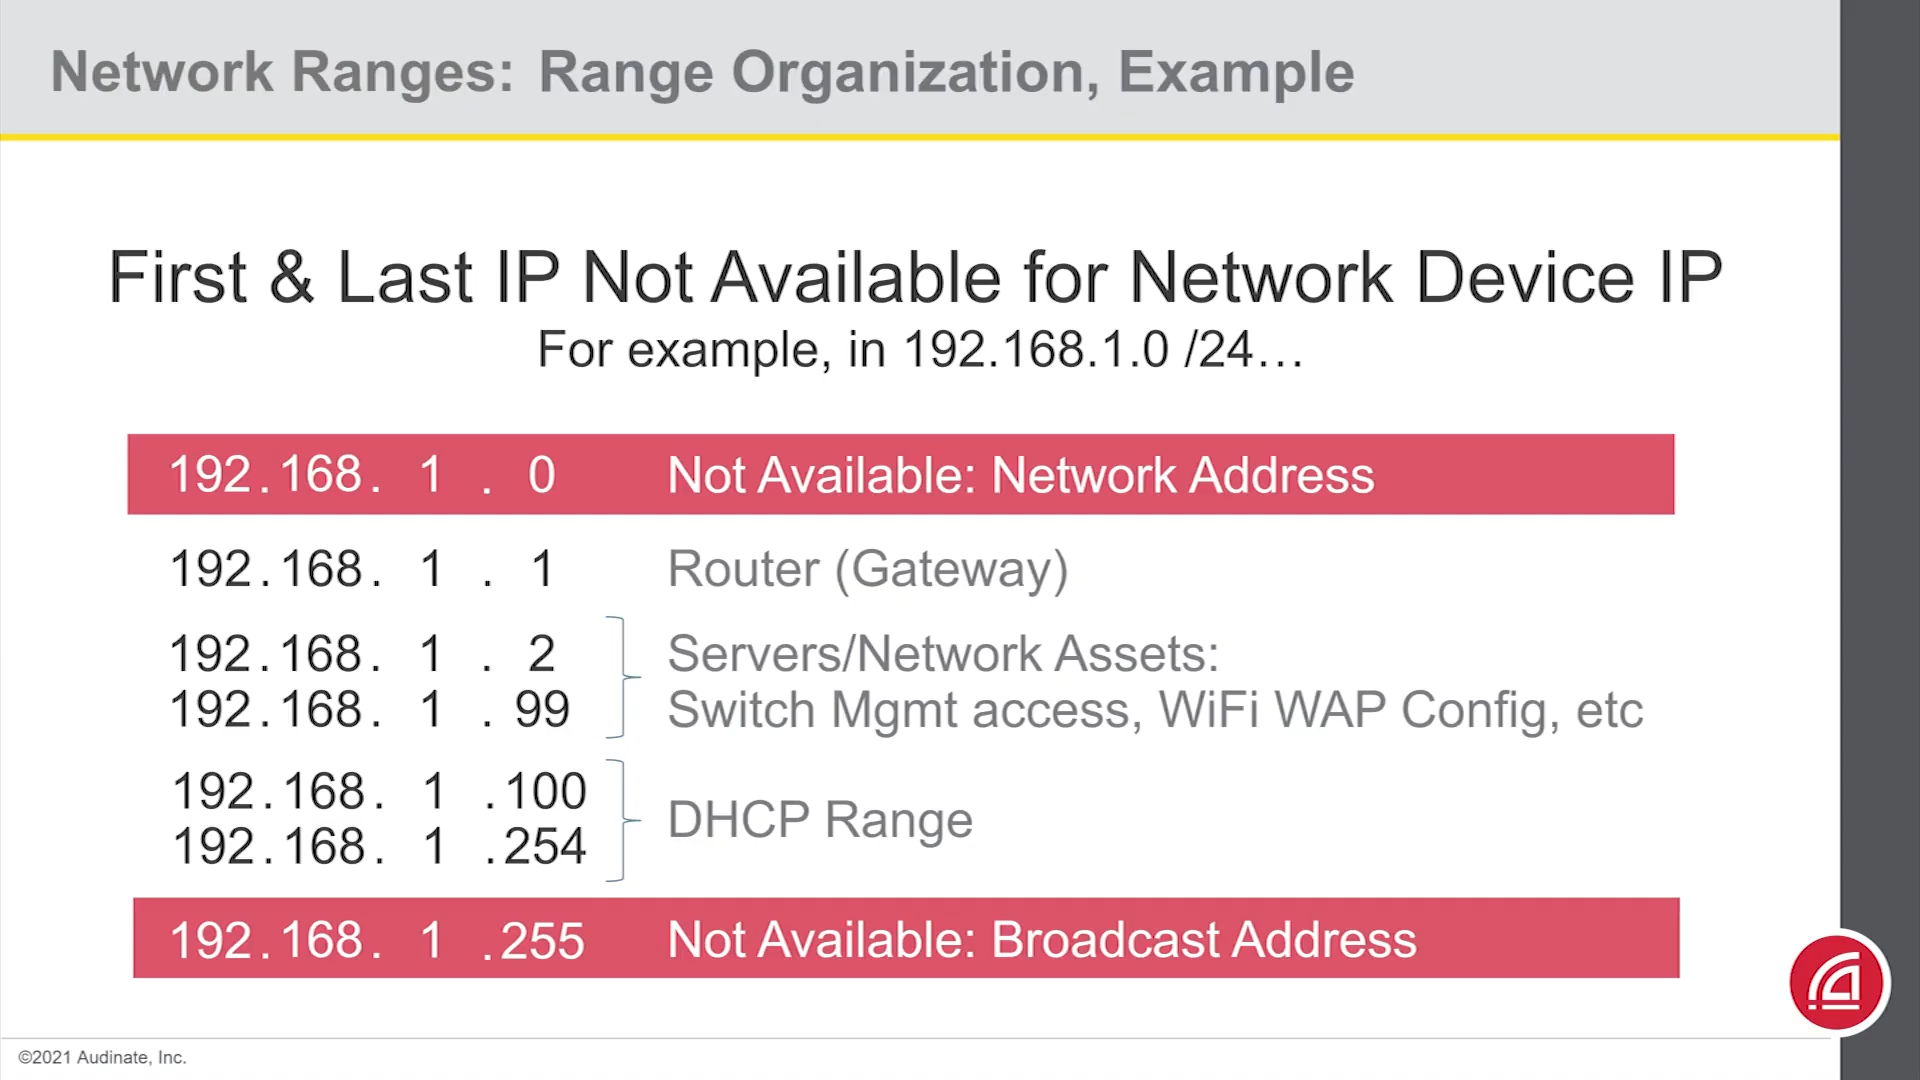 Network Ranges: Range Organization, Example
First & Last IP Not Available for Network Device IP
For example, in 192.168.1.0 /24…
192.168. 1 . 0 Not Available: Network Address
192.168. 1 . 1 Router (Gateway)
192.168. 1 . 2 Servers/Network Assets:
192.168. 1 . 99 Switch Mgmt access, WiFi WAP Config, etc
192.168. 1 .100
DHCP Range
192.168. 1 .254
192.168. 1 .255 Not Available: Broadcast Address
©2021 Audinate, Inc.